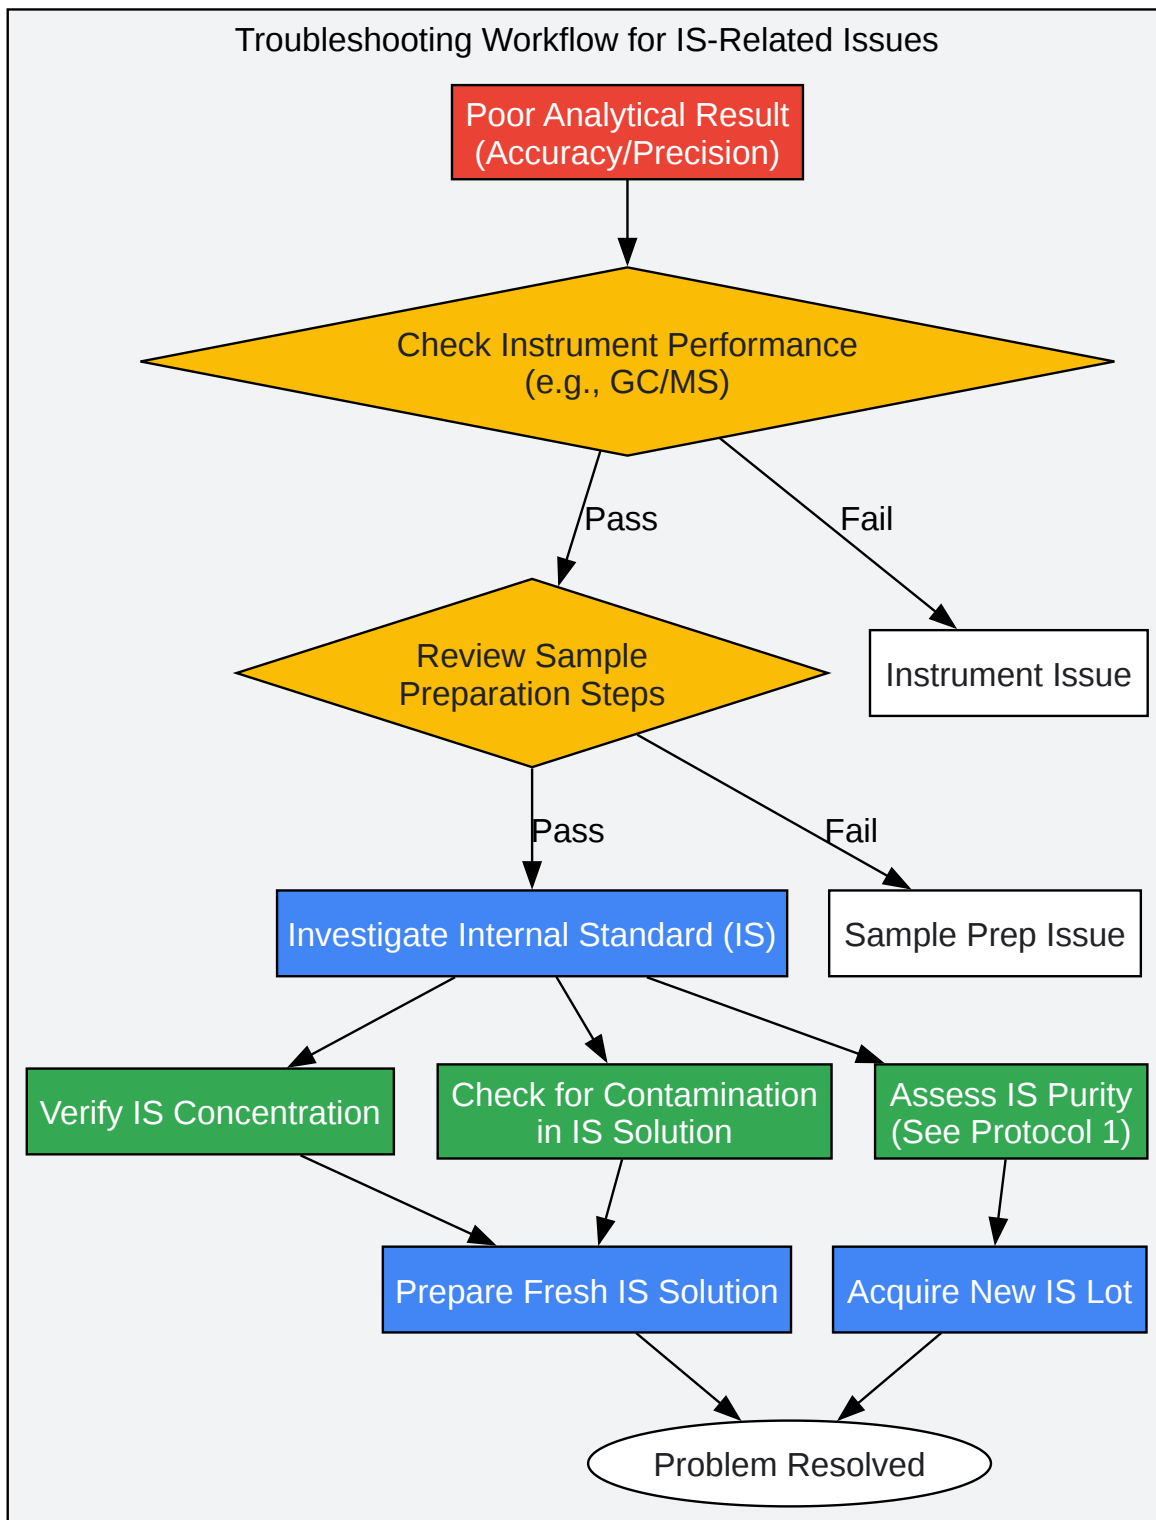 Troubleshooting Workflow for IS-Related Issues
Poor Analytical Result
(Accuracy/Precision)
Check Instrument Performance
(e.g., GC/MS)
Pass
Fail
Review Sample
Preparation Steps
Instrument Issue
Pass
Fail
Investigate Internal Standard (IS)
Sample Prep Issue
Verify IS Concentration
Check for Contamination
in IS Solution
Assess IS Purity
(See Protocol 1)
Prepare Fresh IS Solution
Acquire New IS Lot
Problem Resolved